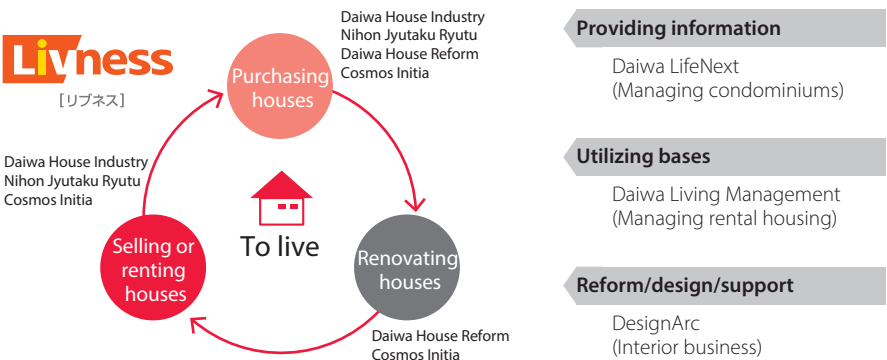 Livness
[リブネス]
Daiwa House Industry
Nihon Jyutaku Ryutu
Daiwa House Reform
Cosmos Initia
Purchasing
houses
Daiwa House Industry
Nihon Jyutaku Ryutu
Cosmos Initia
To live
Selling or
renting
houses
Renovating
houses
Daiwa House Reform
Cosmos Initia
Providing information
Daiwa LifeNext
(Managing condominiums)
Utilizing bases
Daiwa Living Management
(Managing rental housing)
Reform/design/support
DesignArc
(Interior business)